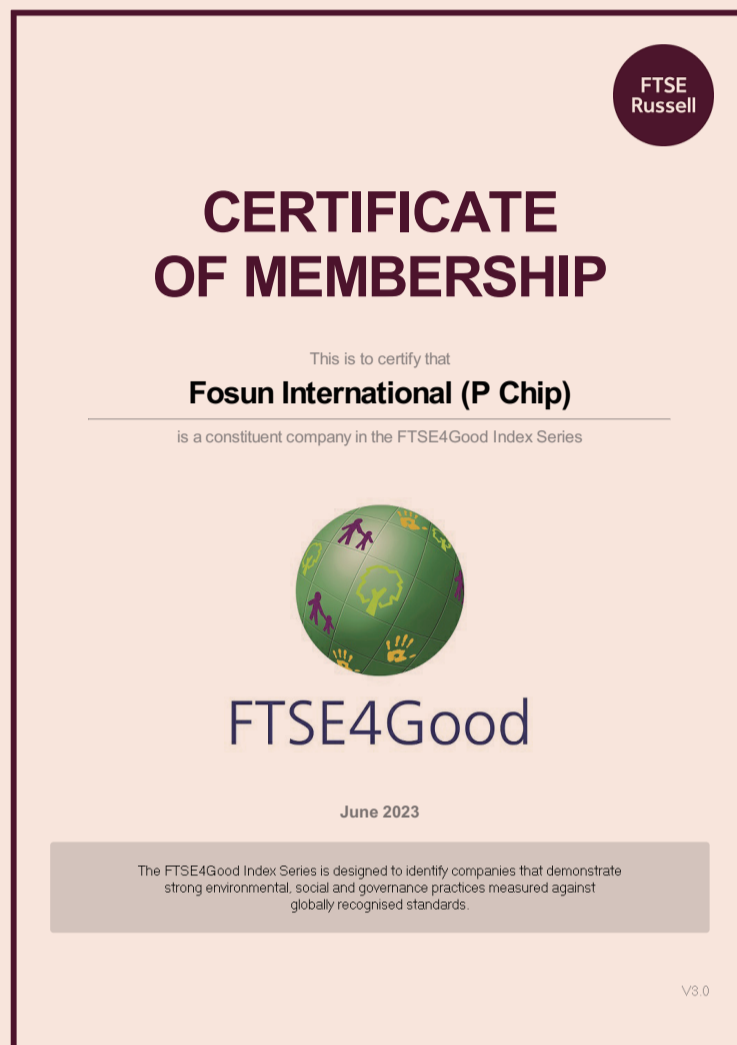 FTSE
Russell
CERTIFICATE
OF MEMBERSHIP
This is to certify that
Fosun International (P Chip)
is a constituent company in the FTSE4Good Index Series
FTSE4Good
June 2023
The FTSE4Good Index Series is designed to identify companies that demonstrate
strong environmental, social and governance practices measured against
globally recognised standards.
V3.0